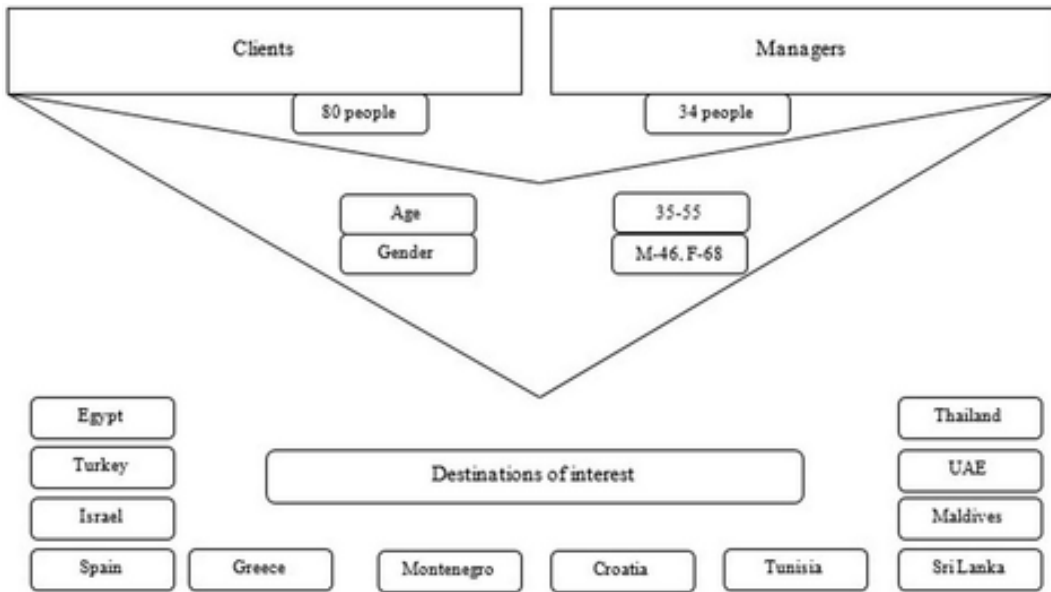 Clients
Managers
80 people
34 people
Age
35-55
Gender
M-46, F-68
Egypt
Thailand
Turkey
Destinations of interest
UAE
Israel
Maldives
Spain
Greece
Montenegro
Croatia
Tunisia
Sri Lanka